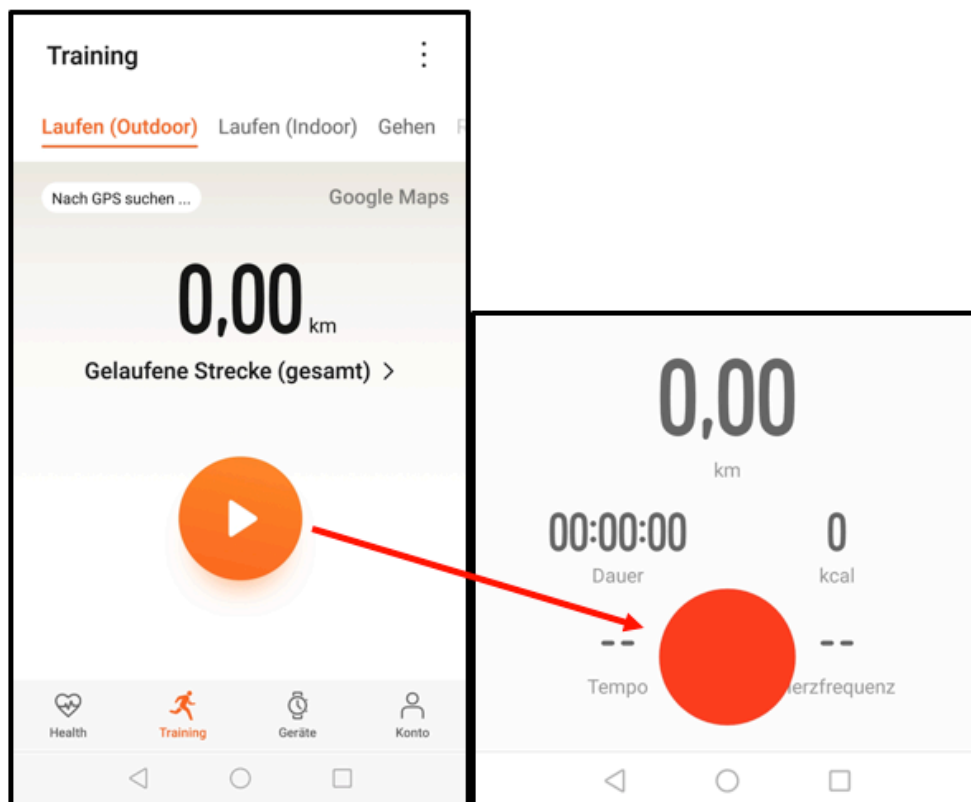 Training
Laufen (Outdoor) Laufen (Indoor) Gehen
Nach GPS suchen ... Google Maps
0,00 km
Gelaufene Strecke (gesamt) >
Health Training Geräte Konto
0,00
km
00:00:00 0
Dauer kcal
-- --
Tempo erzfrequenz